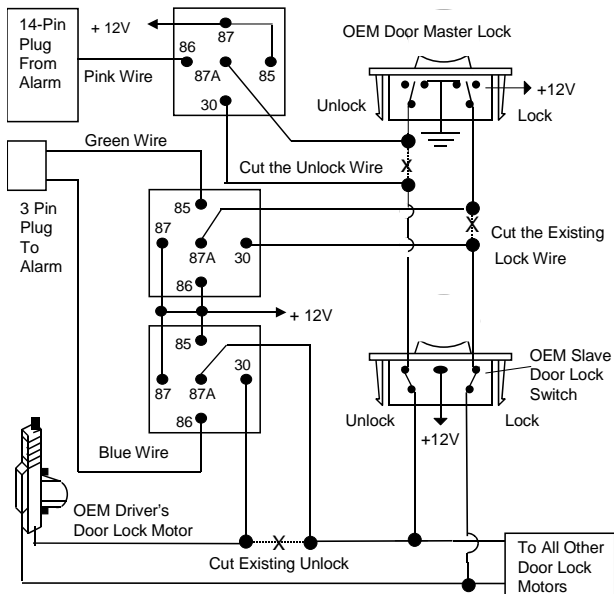 14-Pin
Plug
From
Alarm
+ 12V
86
87
87A
85
30
Pink Wire
OEM Door Master Lock
Unlock
+12V
Lock
Green Wire
Cut the Unlock Wire
X
3 Pin
Plug
To
Alarm
85
87
87A
30
86
X
Cut the Existing
Lock Wire
+ 12V
85
87
87A
30
86
Blue Wire
OEM Slave
Door Lock
Switch
Unlock
+12V
Lock
OEM Driver's
Door Lock Motor
X
Cut Existing Unlock
To All Other
Door Lock
Motors